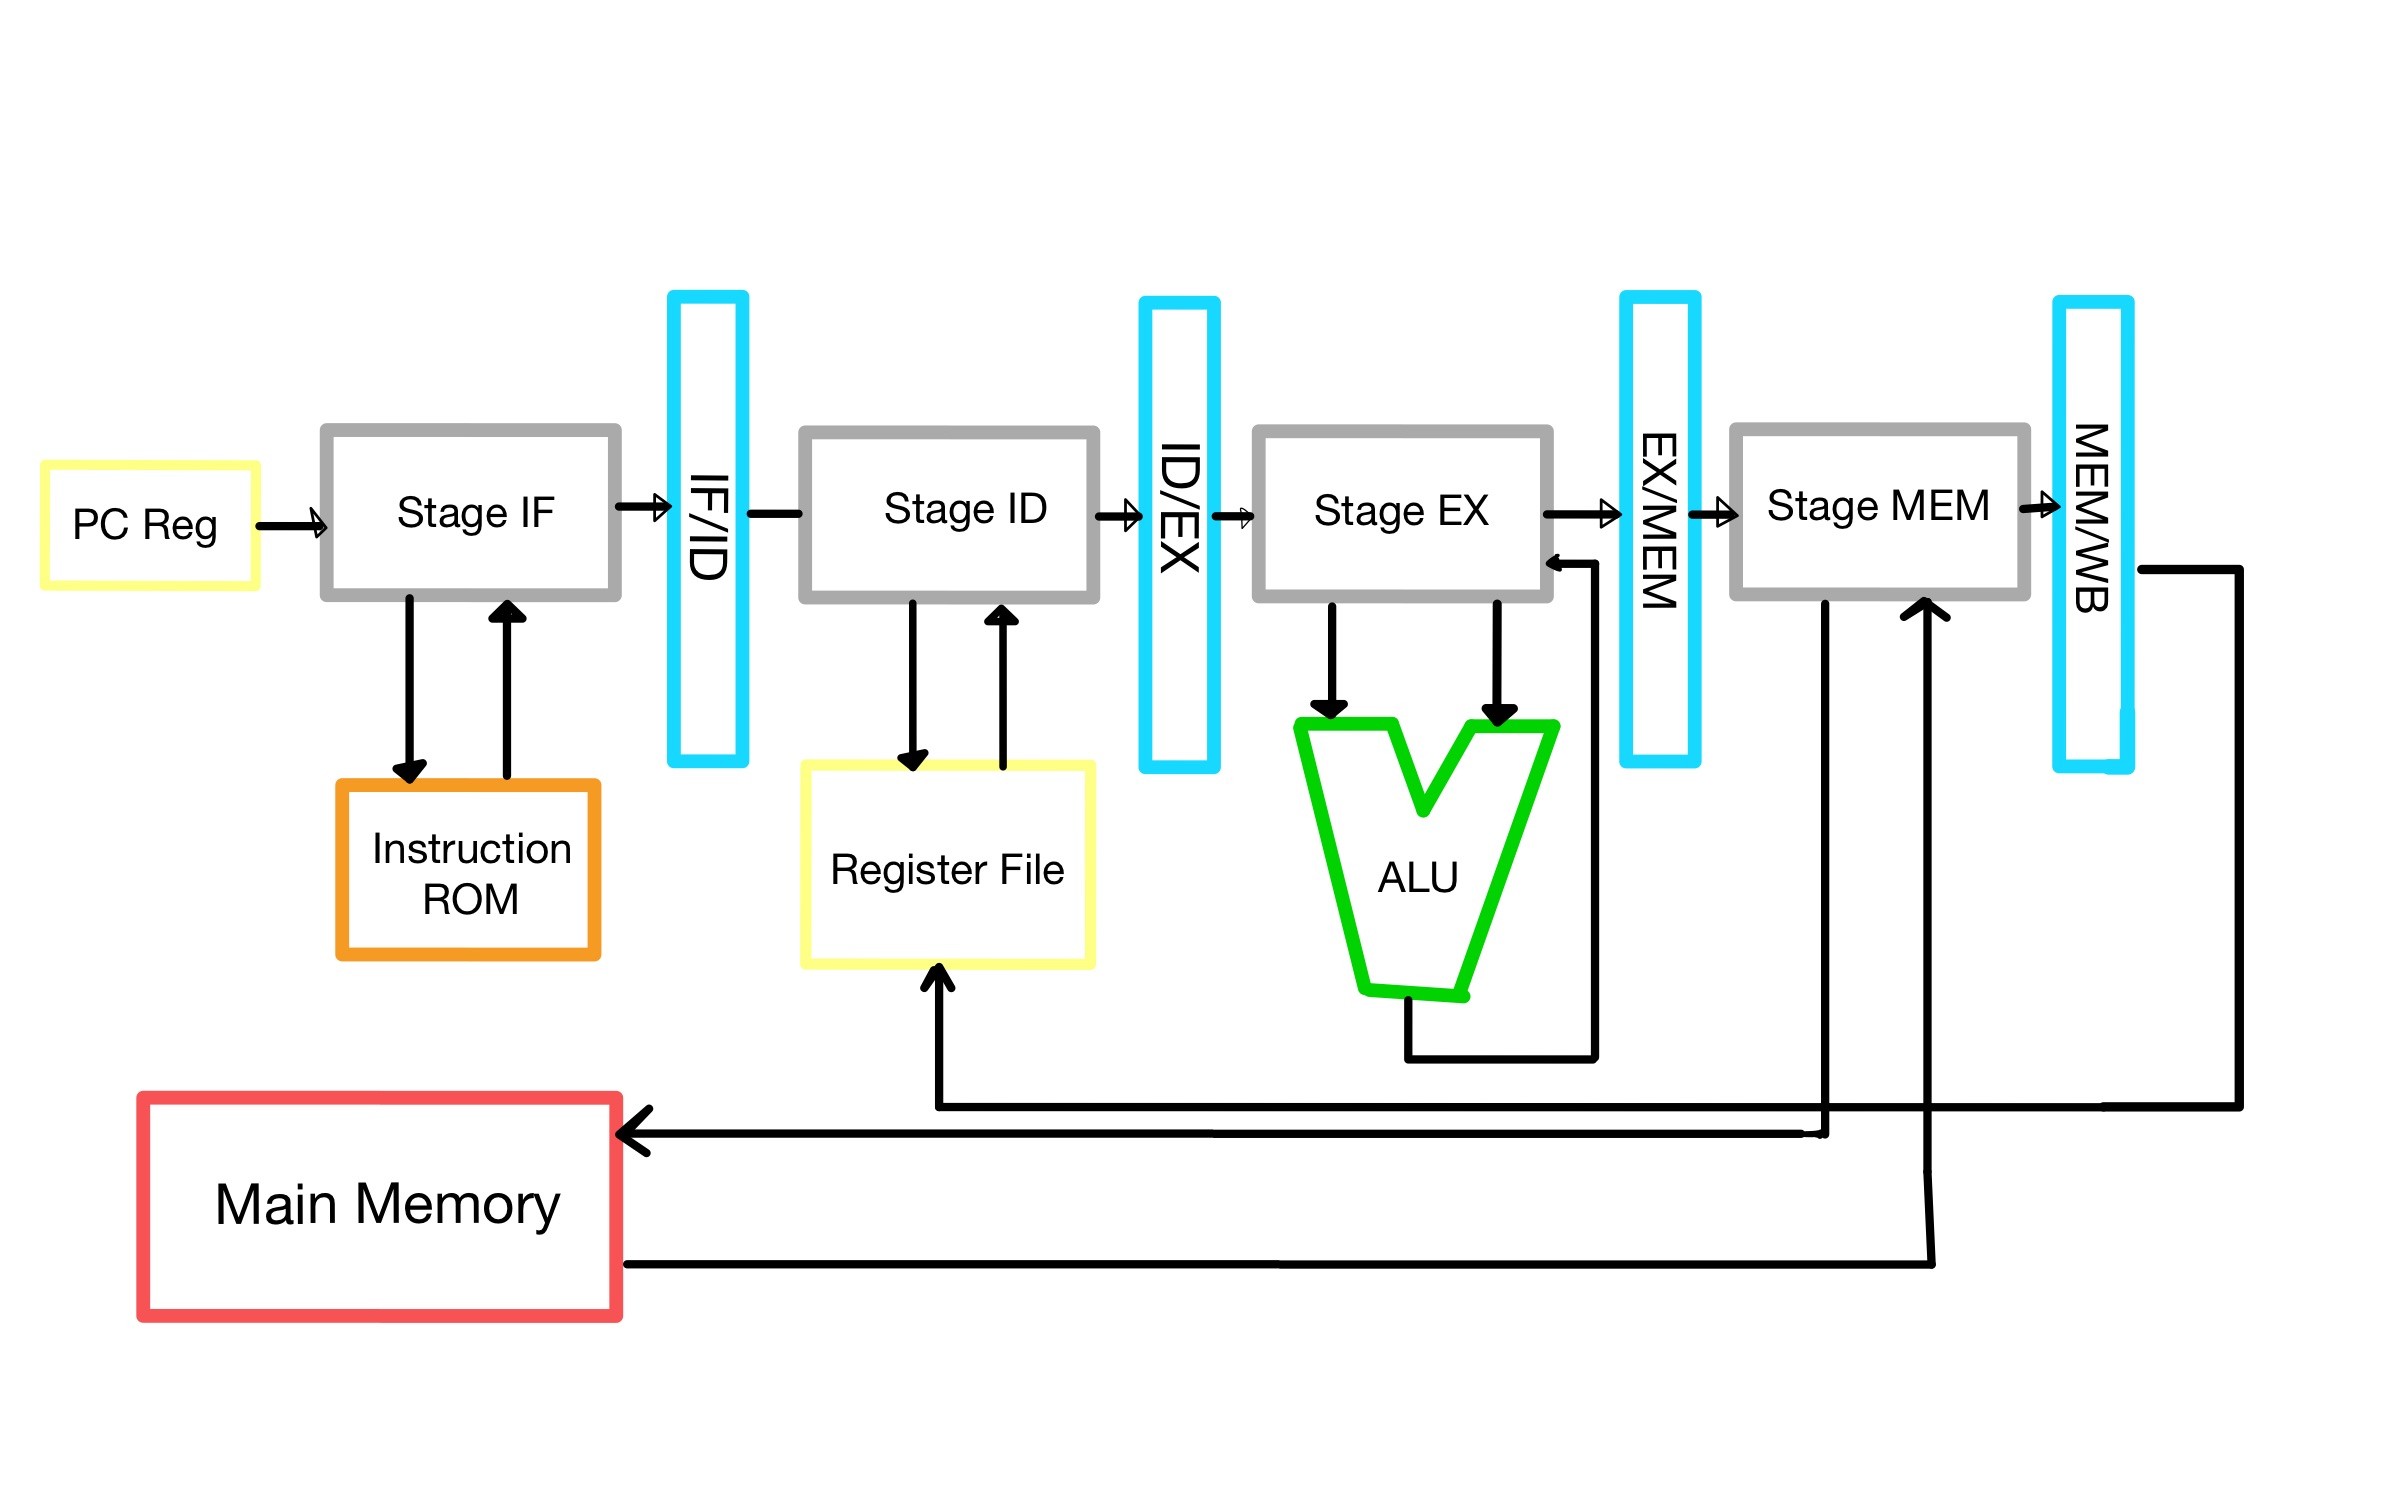 PC Reg
Stage IF
IF/ID
Stage ID
ID/EX
Stage EX
EX/MEM
Stage MEM
MEM/WB
Instruction
ROM
Register File
ALU
Main Memory